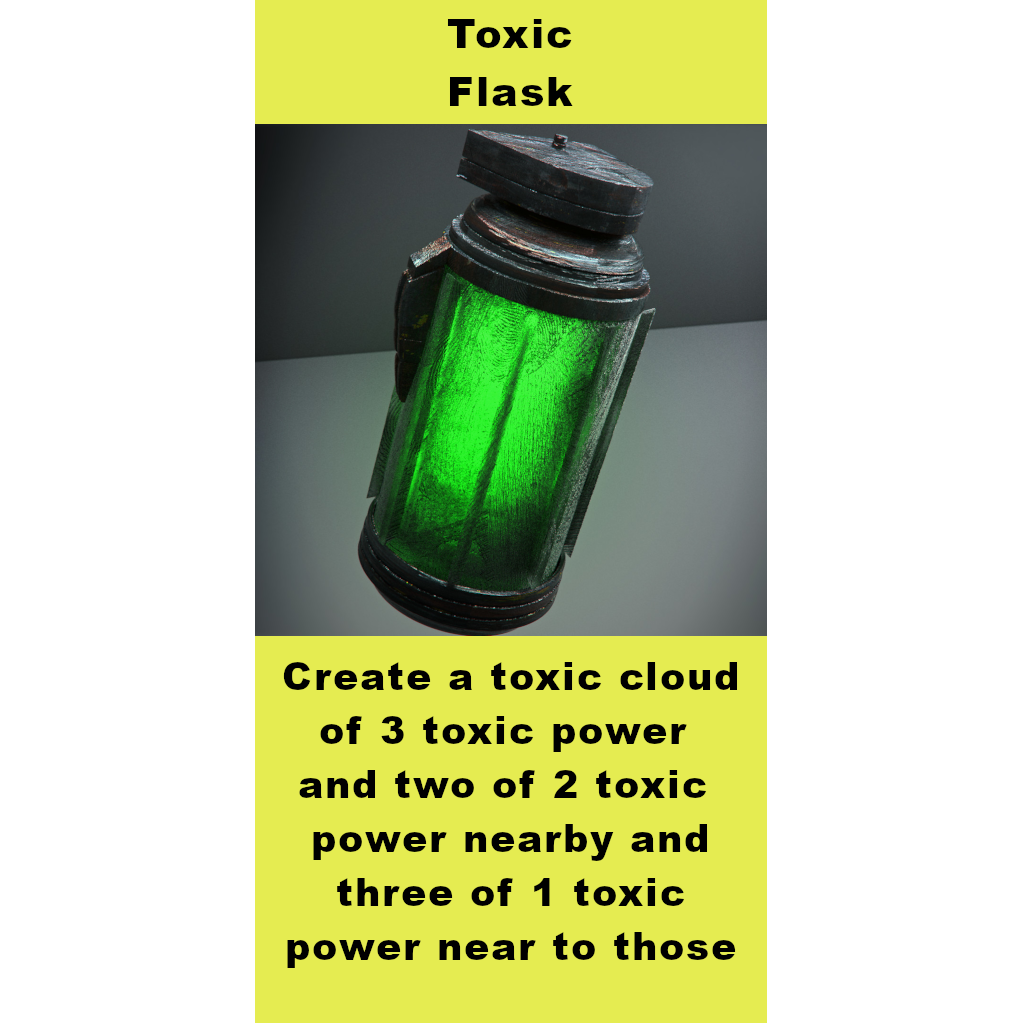 Toxic
Flask
Create a toxic cloud
of 3 toxic power
and two of 2 toxic
power nearby and
three of 1 toxic
power near to those